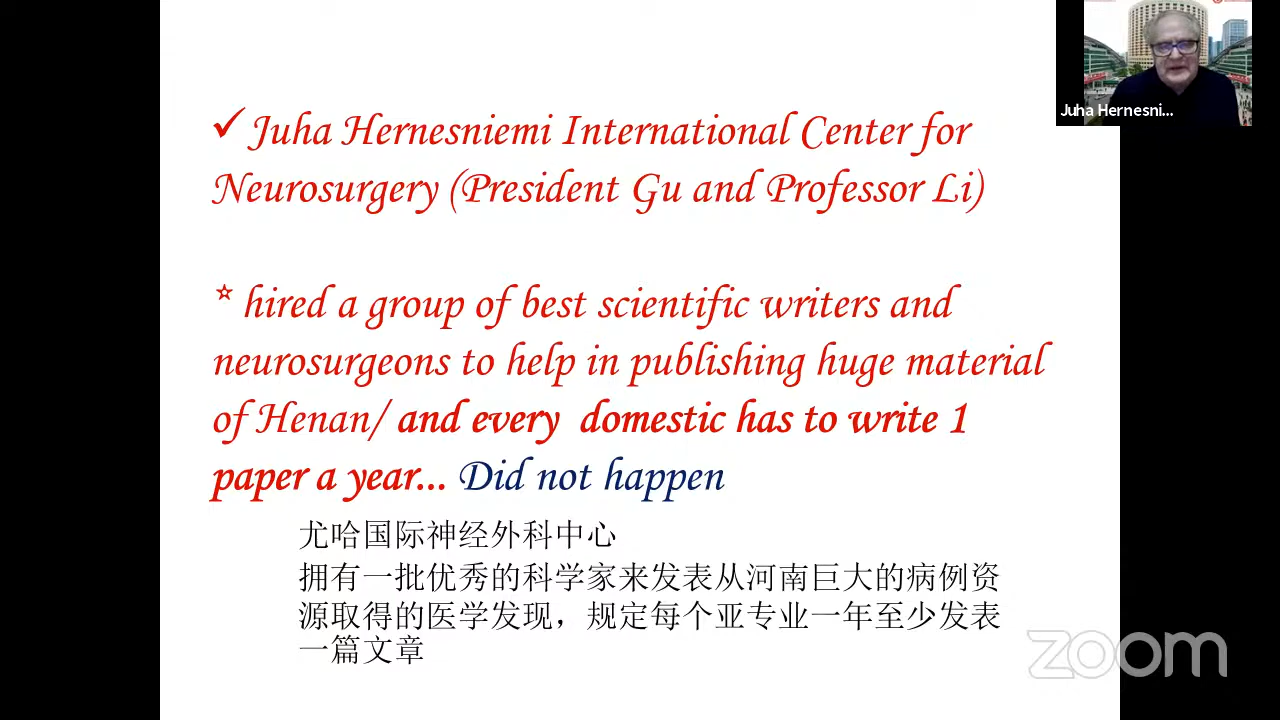 ✓Juha Hernesniemi International Center for
Neurosurgery (President Gu and Professor Li)
* hired a group of best scientific writers and
neurosurgeons to help in publishing huge material
of Henan/ and every domestic has to write 1
paper a year... Did not happen
尤哈国际神经外科中心
拥有一批优秀的科学家来发表从河南巨大的病例资
源取得的医学发现，规定每个亚专业一年至少发表
一篇文章
Juha Hernesni...
zoom